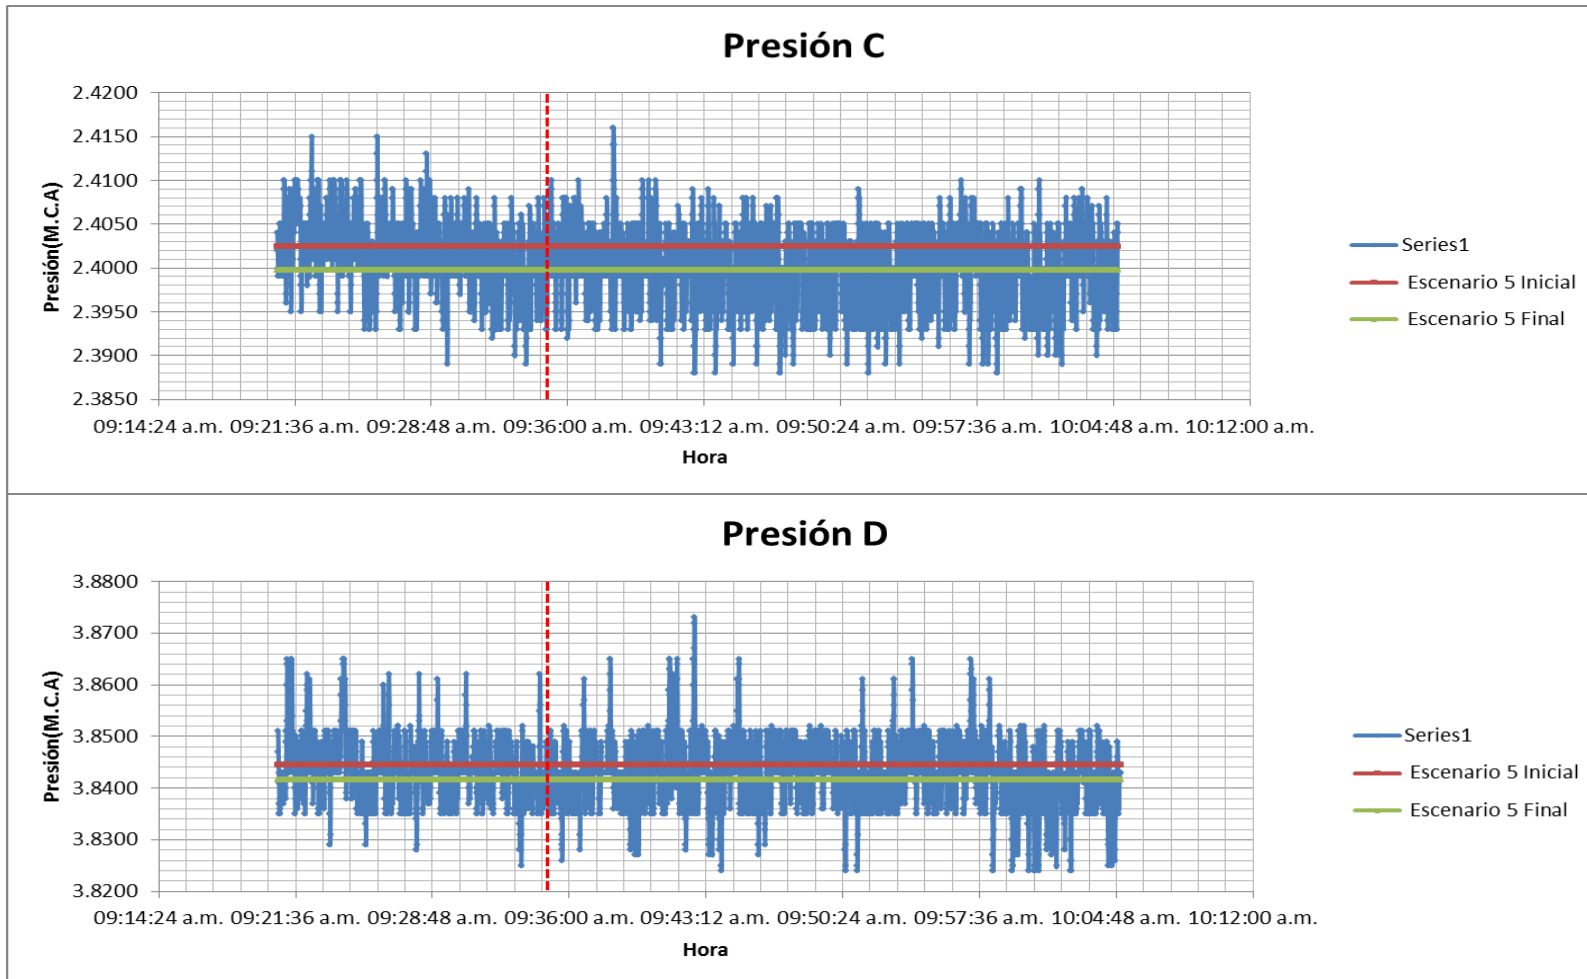 Presión C
2.4200
2.4150
2.4100
2.4050
2.4000
2.3950
2.3900
2.3850
Presión(M.C.A)
09:14:24 a.m. 09:21:36 a.m. 09:28:48 a.m. 09:36:00 a.m. 09:43:12 a.m. 09:50:24 a.m. 09:57:36 a.m. 10:04:48 a.m. 10:12:00 a.m.
Hora
Series1
Escenario 5 Inicial
Escenario 5 Final
Presión D
3.8800
3.8700
3.8600
3.8500
3.8400
3.8300
3.8200
Presión(M.C.A)
09:14:24 a.m. 09:21:36 a.m. 09:28:48 a.m. 09:36:00 a.m. 09:43:12 a.m. 09:50:24 a.m. 09:57:36 a.m. 10:04:48 a.m. 10:12:00 a.m.
Hora
Series1
Escenario 5 Inicial
Escenario 5 Final